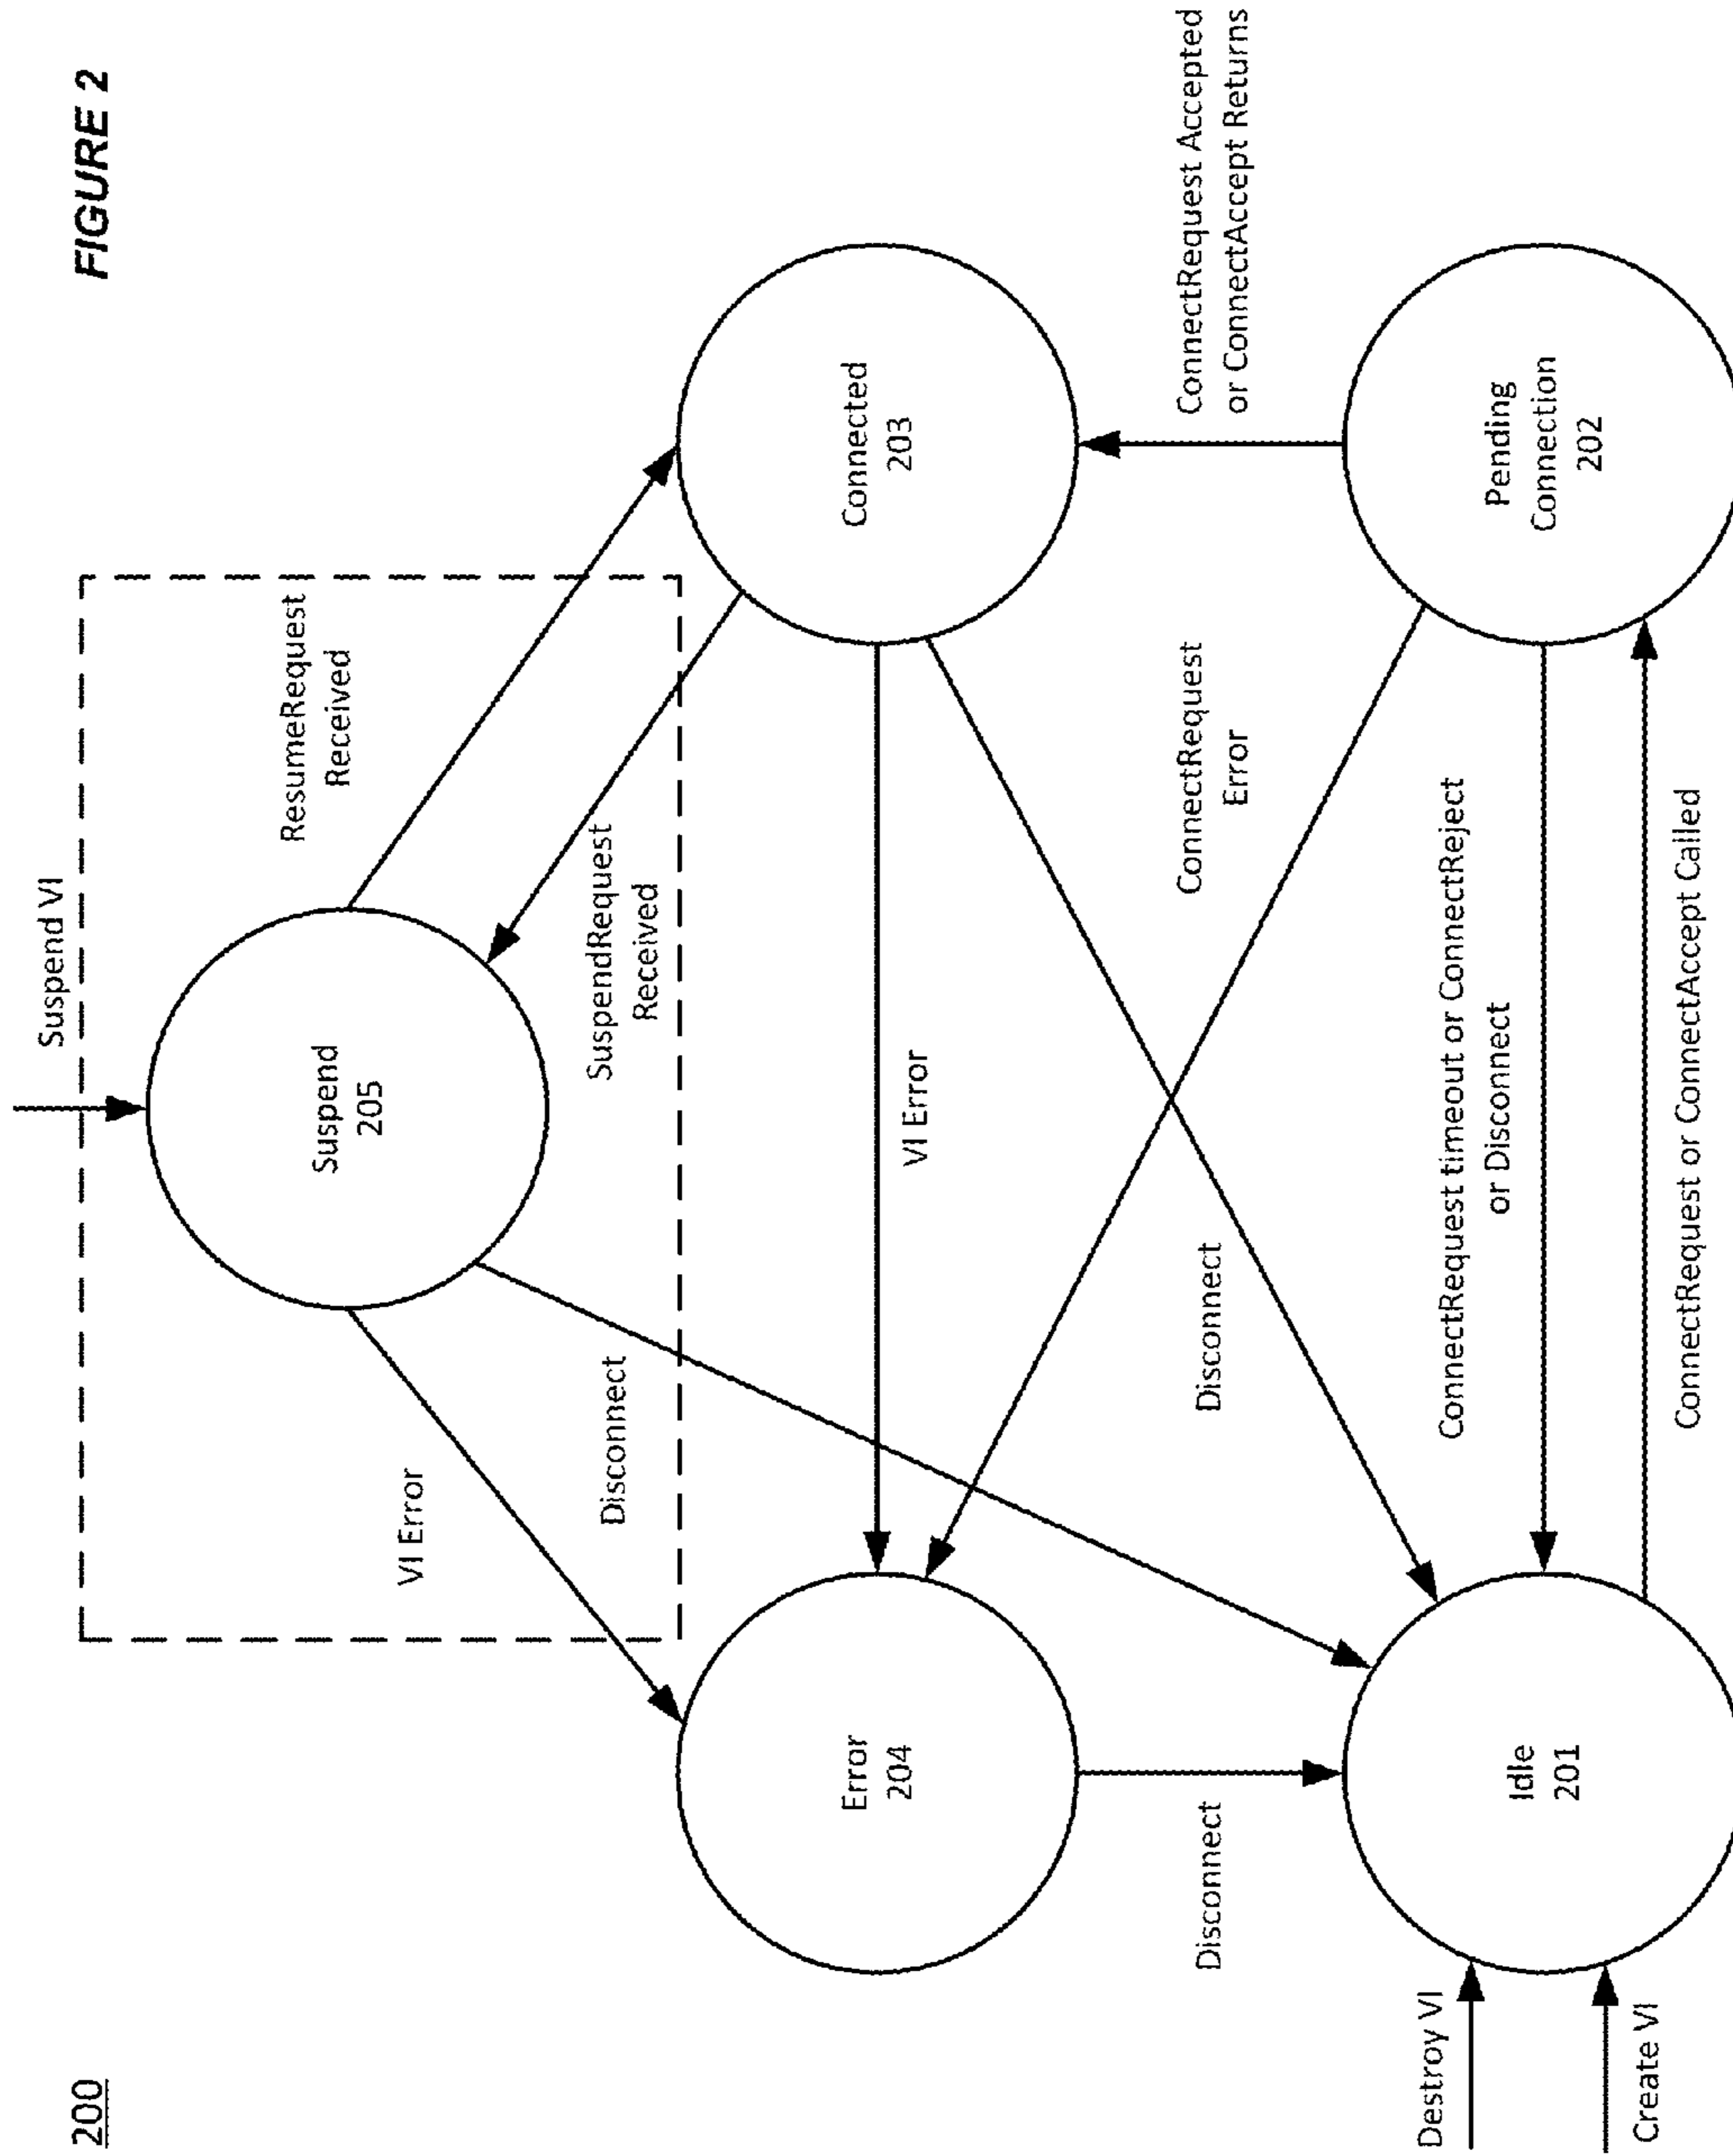 200
FIGURE 2
Suspend VI
Suspend
205
ResumeRequest
Received
SuspendRequest
Received
VI Error
Disconnect
Error
204
Connected
203
VI Error
ConnectRequest
Error
Disconnect
Disconnect
ConnectRequest Accepted
or ConnectAccept Returns
Destroy VI
Create VI
Idle
201
ConnectRequest timeout or ConnectReject
or Disconnect
Pending
Connection
202
ConnectRequest or ConnectAccept Called